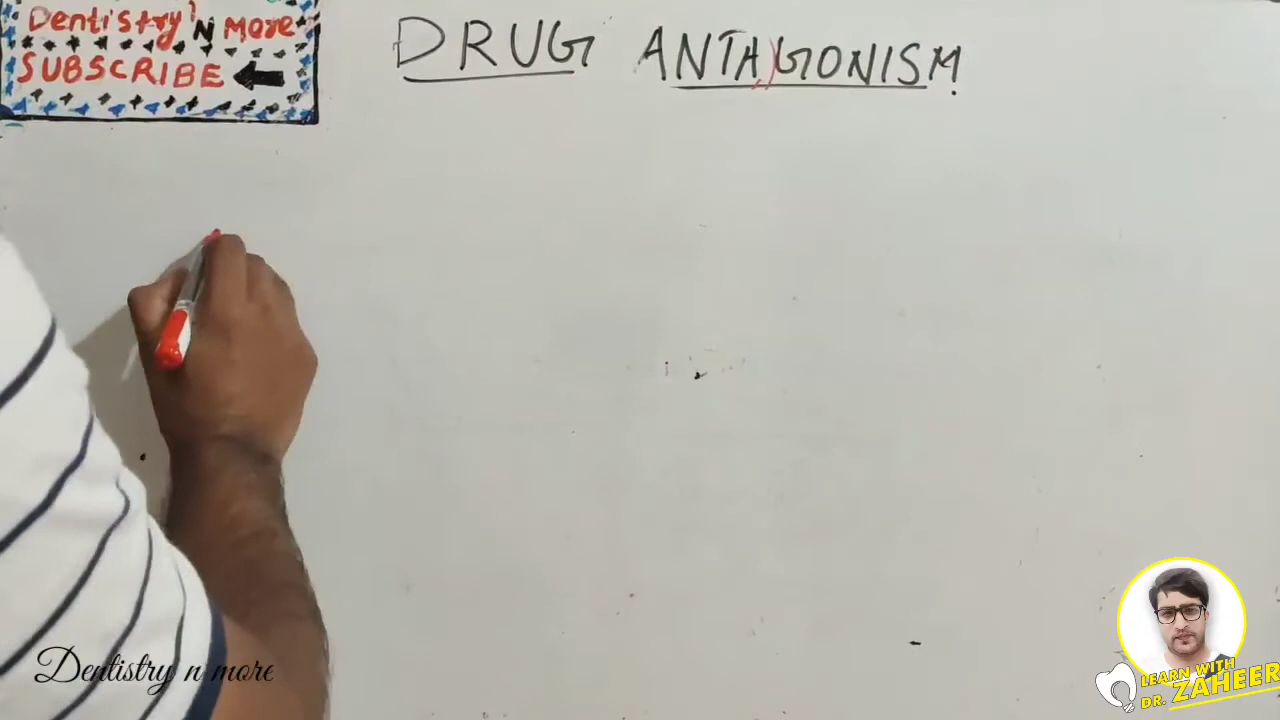 Dentistry'N More
SUBSCRIBE
DRUG ANTAGONISM
Dentistry n more
LEARN WITH
DR. ZAHEER